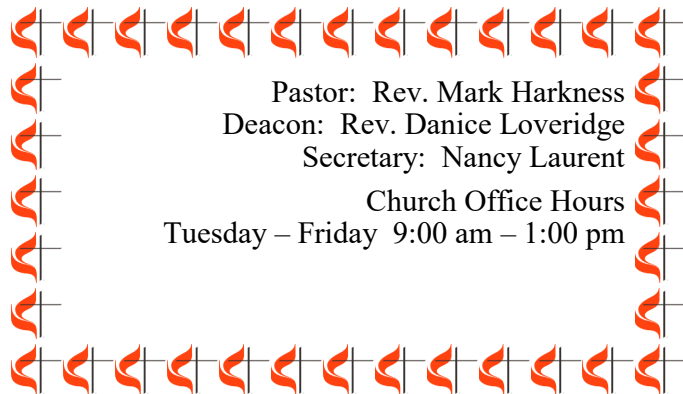 Pastor:  Rev. Mark Harkness
Deacon:  Rev. Danice Loveridge
Secretary:  Nancy Laurent
Church Office Hours
Tuesday – Friday  9:00 am – 1:00 pm